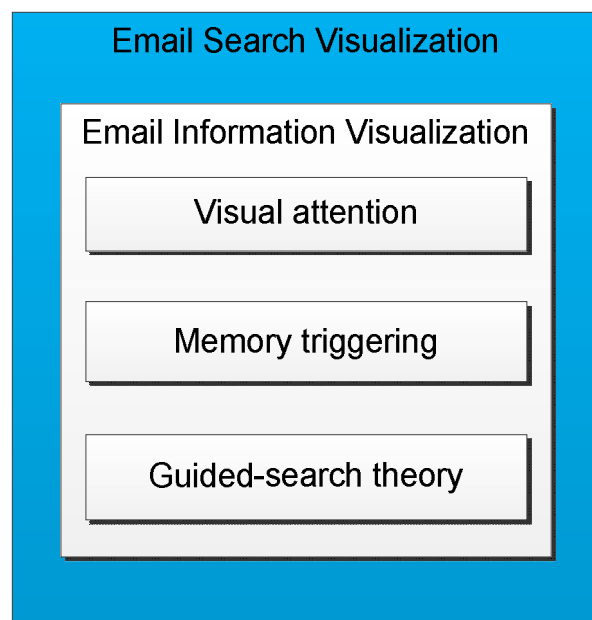 Email Search Visualization
Email Information Visualization
Visual attention
Memory triggering
Guided-search theory